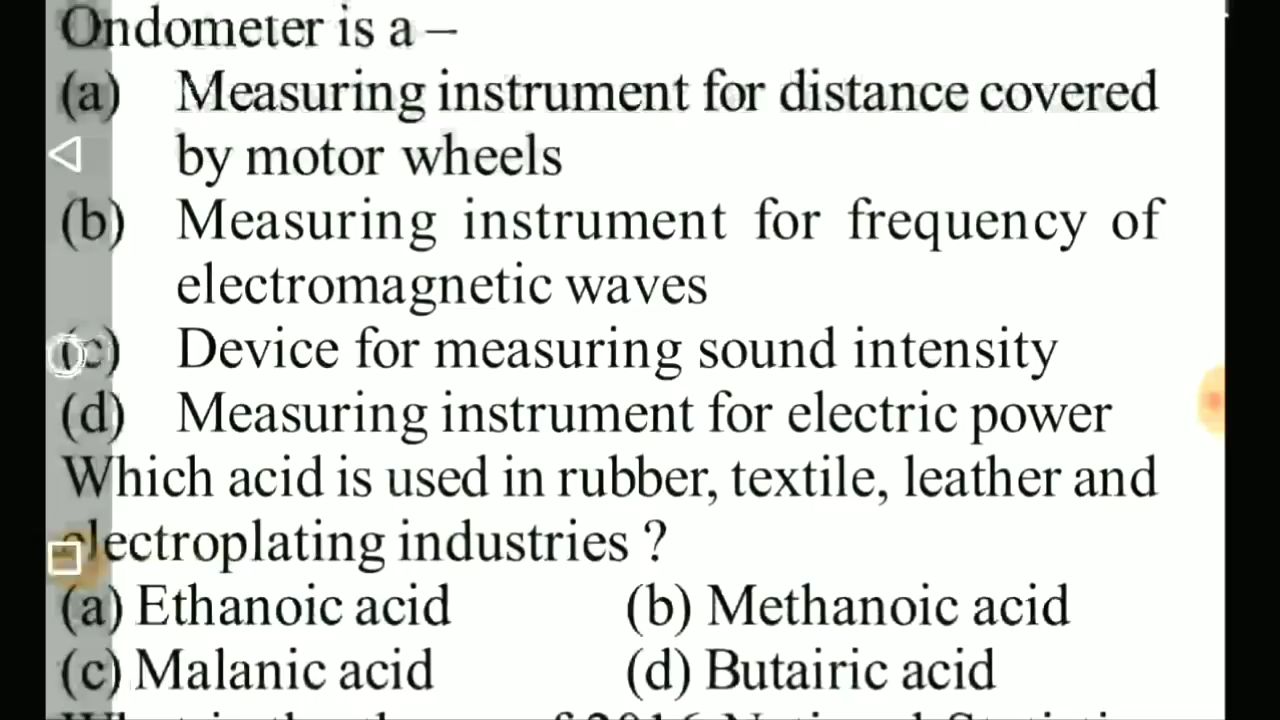 Ondometer is a –
(a) Measuring instrument for distance covered
by motor wheels
(b) Measuring instrument for frequency of
electromagnetic waves
(c) Device for measuring sound intensity
(d) Measuring instrument for electric power
Which acid is used in rubber, textile, leather and
electroplating industries ?
(a) Ethanoic acid (b) Methanoic acid
(c) Malanic acid (d) Butairic acid